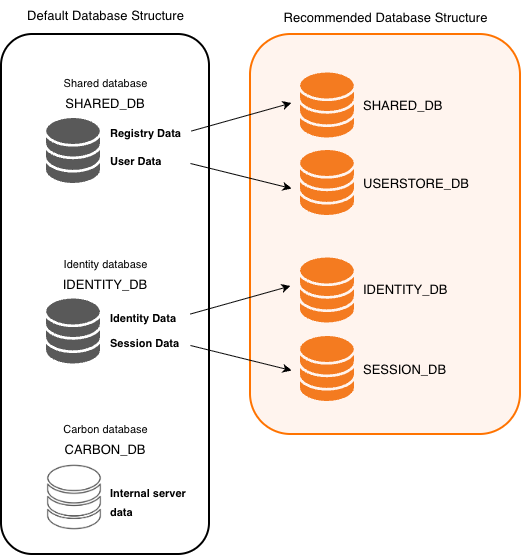 Default Database Structure
Recommended Database Structure
Shared database
SHARED_DB
Registry Data
User Data
SHARED_DB
USERSTORE_DB
Identity database
IDENTITY_DB
Identity Data
Session Data
IDENTITY_DB
SESSION_DB
Carbon database
CARBON_DB
Internal server
data